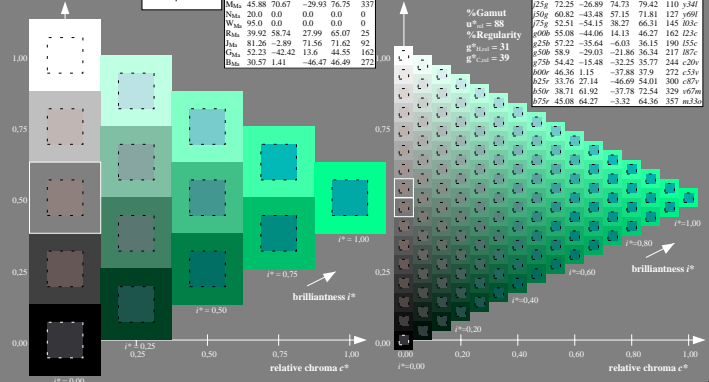 M_Ma 45.88 70.67 -29.93 76.75 337
N_Ma 20.0 0.0 0.0 0.0 0
W_Ma 95.0 0.0 0.0 0.0 0
R_Ma 39.92 58.74 27.99 65.07 25
J_Ma 81.26 -2.89 71.56 71.62 92
G_Ma 52.23 -42.42 13.6 44.55 162
B_Ma 30.57 1.41 -46.47 46.49 272
1,00
0,75
0,50
0,25
0,00
i* = 1,00
i* = 0,75
brilliantness i*
i* = 0,50
i* = 0,25
i* = 0,00
0,25
0,50
0,75
1,00
relative chroma c*
%Gamut
u*rel = 88
%Regularity
g*H,rel = 31
g*C,rel = 39
j25g 72.25 -26.89 74.73 79.42 110 y34l
j50g 60.82 -43.48 57.15 71.81 127 y69l
j75g 52.51 -54.15 38.27 66.31 145 l03c
g00b 55.08 -44.06 14.13 46.27 162 l23c
g25b 57.22 -35.64 -6.03 36.15 190 l55c
g50b 58.9 -29.03 -21.86 36.34 217 l87c
g75b 54.42 -15.48 -32.25 35.77 244 c20v
b00r 46.36 1.15 -37.88 37.9 272 c53v
b25r 33.76 27.14 -46.69 54.01 300 c87v
b50r 38.71 61.92 -37.78 72.54 329 v67m
b75r 45.08 64.27 -3.32 64.36 357 m33o
1,00
0,75
0,50
0,25
0,00
i*=1,00
i*=0,80
brilliantness i*
i*=0,60
i*=0,40
i*=0,20
i*=0,00
0,00
0,20
0,40
0,60
0,80
1,00
relative chroma c*